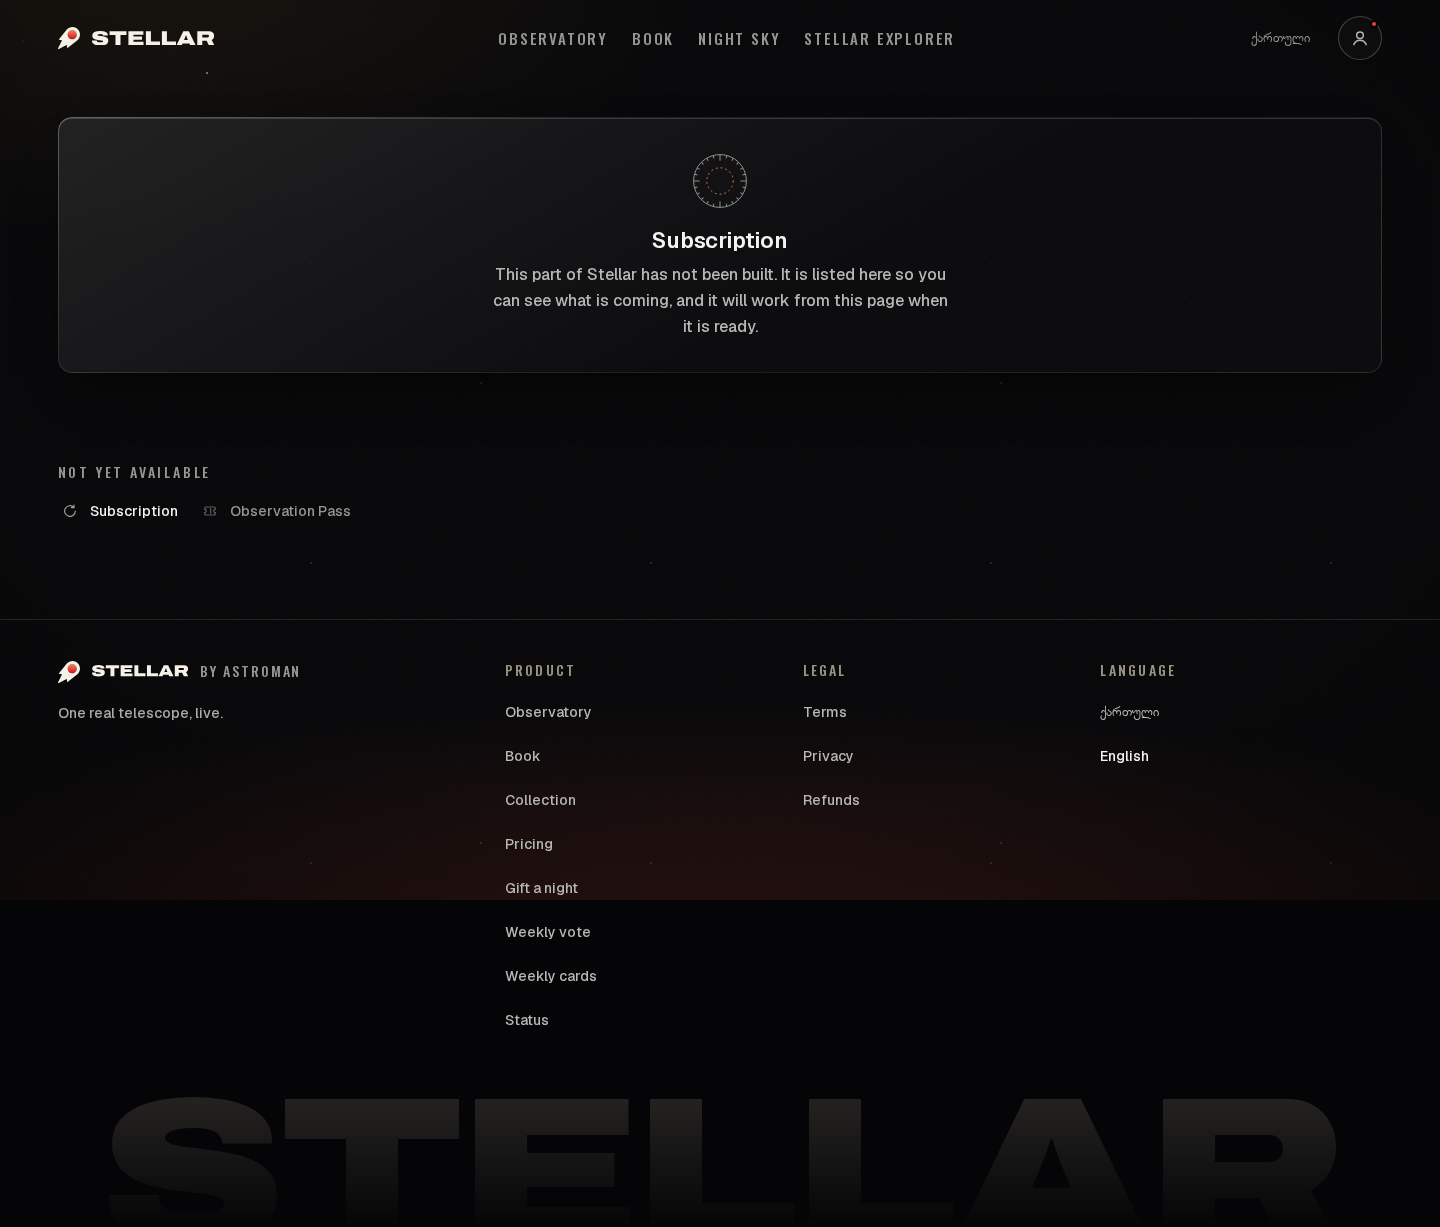 STELLAR
OBSERVATORY BOOK NIGHT SKY STELLAR EXPLORER
ქართული
Subscription
This part of Stellar has not been built. It is listed here so you
can see what is coming, and it will work from this page when
it is ready.
NOT YET AVAILABLE
Subscription Observation Pass
STELLAR BY ASTROMAN
One real telescope, live.
PRODUCT
Observatory
Book
Collection
Pricing
Gift a night
Weekly vote
Weekly cards
Status
LEGAL
Terms
Privacy
Refunds
LANGUAGE
ქართული
English
STELLAR